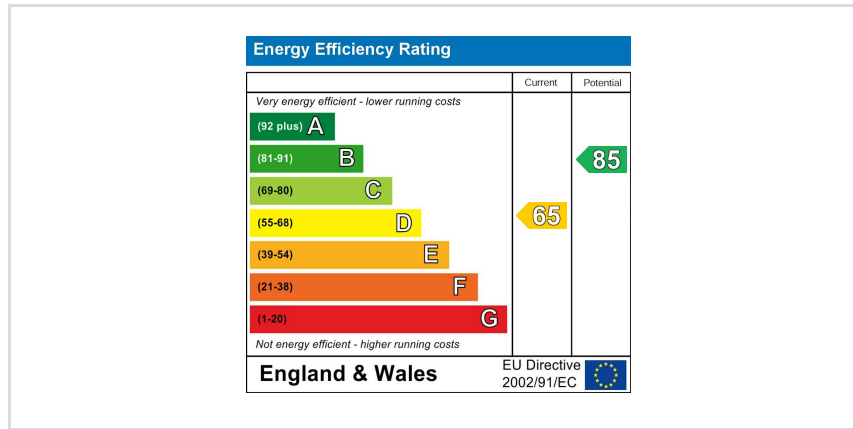 Energy Efficiency Rating
Current Potential
Very energy efficient - lower running costs
(92 plus) A
(81-91) B
85
(69-80) C
(55-68) D
65
(39-54) E
(21-38) F
(1-20) G
Not energy efficient - higher running costs
England & Wales
EU Directive
2002/91/EC